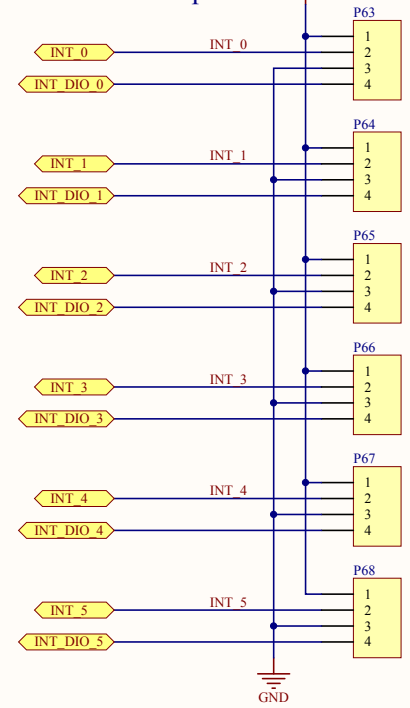 P63
1
INT_0 INT_0 2
3
INT_DIO_0 4
P64
1
INT_1 INT_1 2
3
INT_DIO_1 4
P65
1
INT_2 INT_2 2
3
INT_DIO_2 4
P66
1
INT_3 INT_3 2
3
INT_DIO_3 4
P67
1
INT_4 INT_4 2
3
INT_DIO_4 4
P68
1
INT_5 INT_5 2
3
INT_DIO_5 4
GND